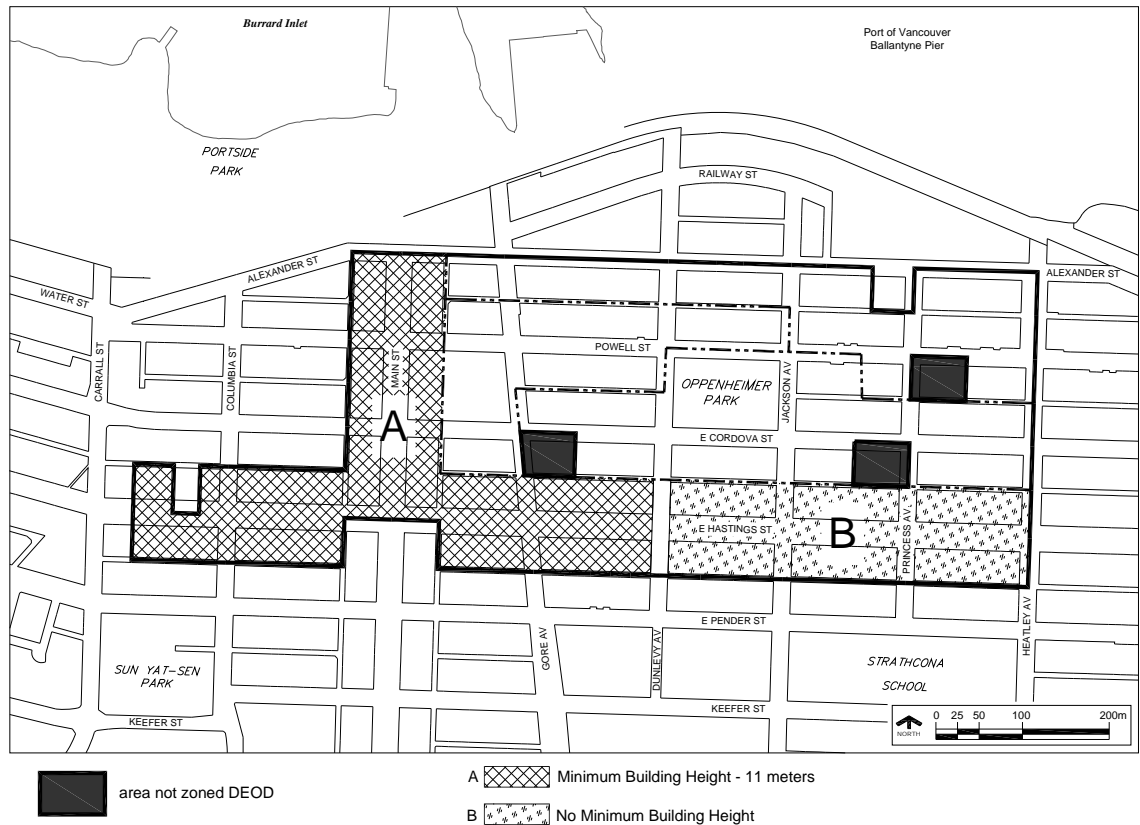 Burrard Inlet
Port of Vancouver
Ballantyne Pier
PORTSIDE
PARK
RAILWAY ST
ALEXANDER ST
ALEXANDER ST
WATER ST
CARRALL ST
COLUMBIA ST
MAIN ST
POWELL ST
OPPENHEIMER
PARK
JACKSON AV
A
E CORDOVA ST
E HASTINGS ST
B
PRINCESS AV
E PENDER ST
HEATLEY AV
GORE AV
DUNLEVY AV
SUN YAT-SEN
PARK
STRATHCONA
SCHOOL
KEEFER ST
KEEFER ST
NORTH
0 25 50 100 200m
area not zoned DEOD
A Minimum Building Height - 11 meters
B No Minimum Building Height